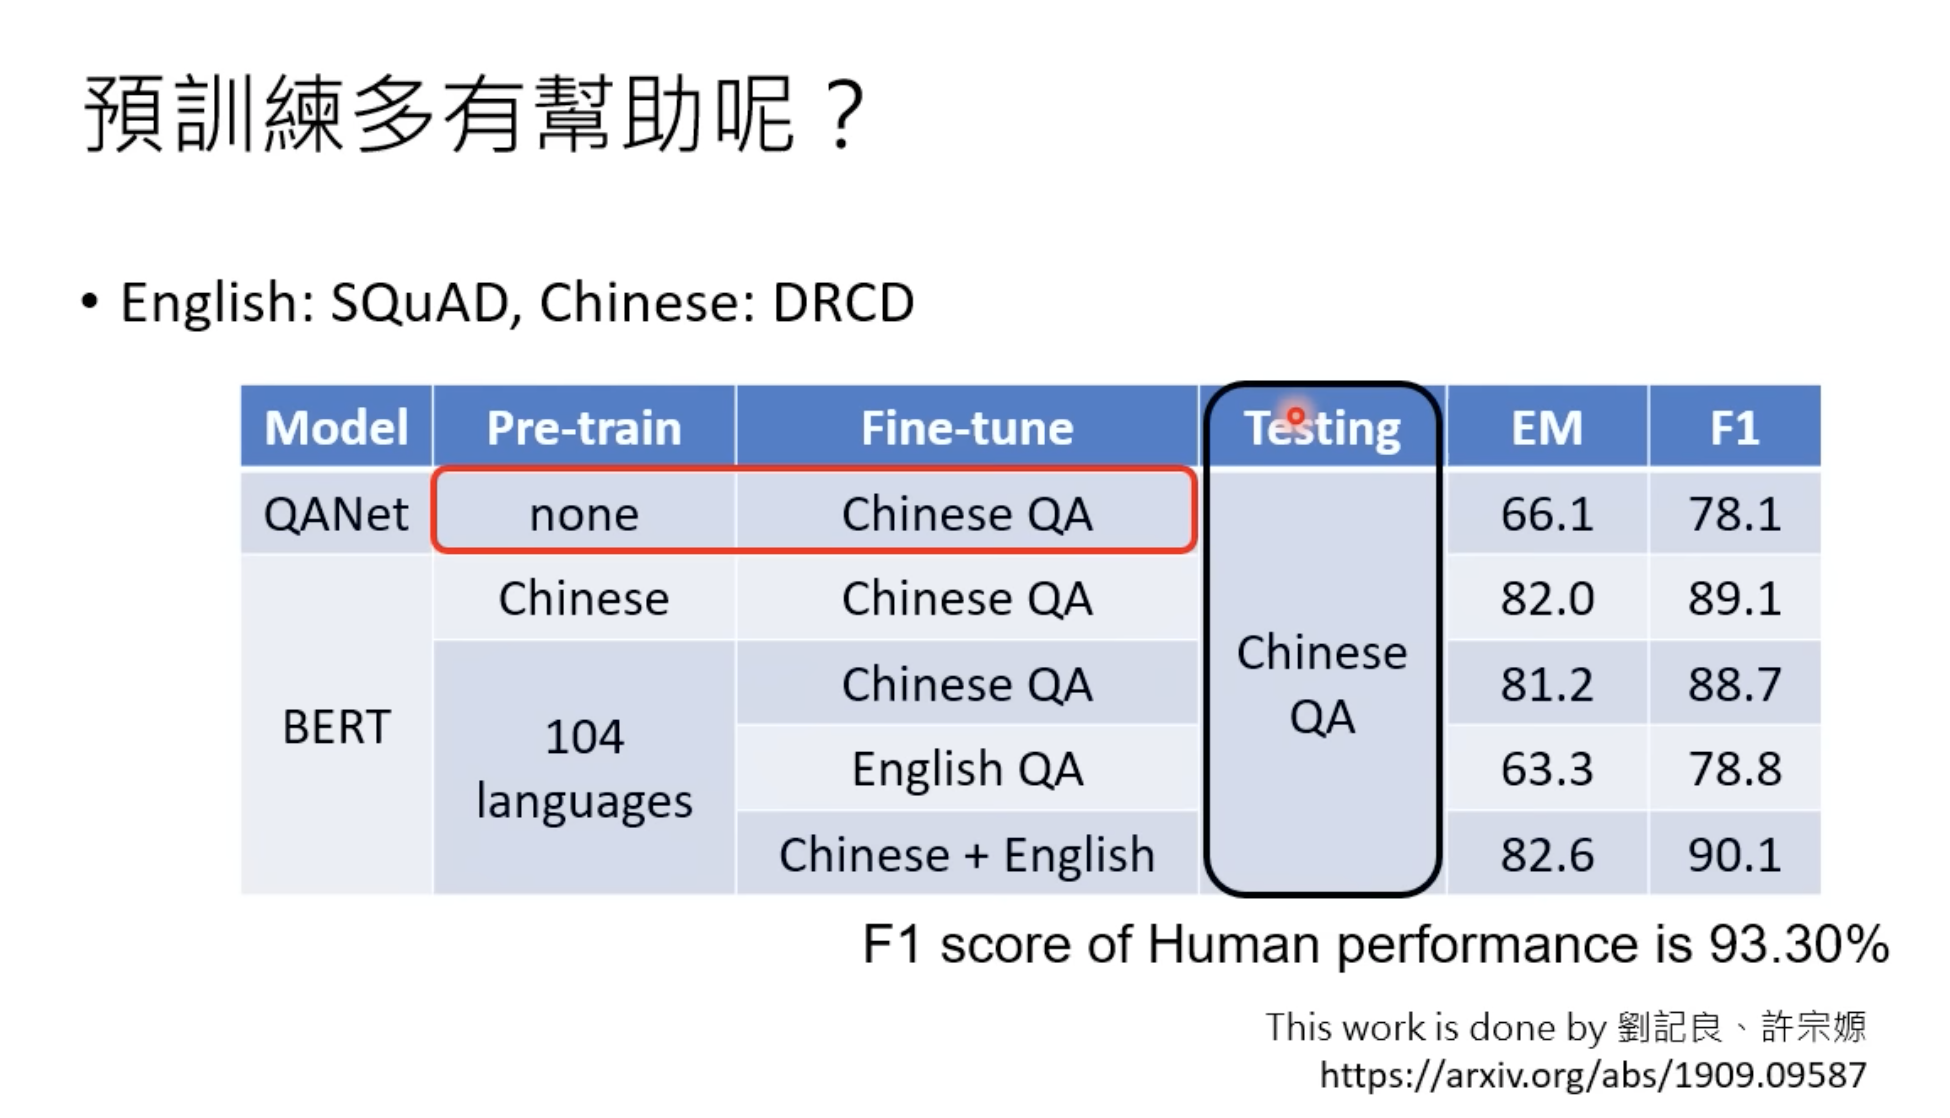 預訓練多有幫助呢？
• English: SQuAD, Chinese: DRCD
Model Pre-train Fine-tune Testing EM F1
QANet none Chinese QA 66.1 78.1
Chinese Chinese QA 82.0 89.1
Chinese QA 81.2 88.7
Chinese
QA
BERT
104
languages
English QA 63.3 78.8
Chinese + English 82.6 90.1
F1 score of Human performance is 93.30%
This work is done by 劉記良、許宗嫄
https://arxiv.org/abs/1909.09587